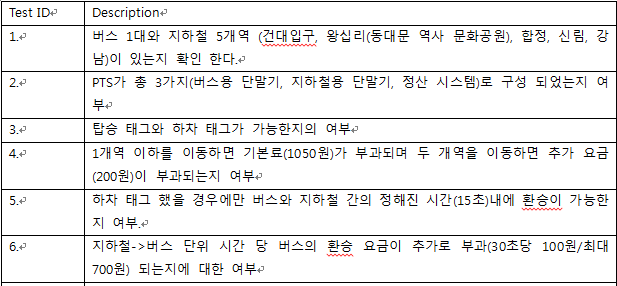 Test ID↵ Description↵
1.↵ 버스 1대와 지하철 5개역 (건대입구, 왕십리(동대문 역사 문화공원), 합정, 신림, 강
남)이 있는지 확인 한다.↵
2.↵ PTS가 총 3가지(버스용 단말기, 지하철용 단말기, 정산 시스템)로 구성 되었는지 여
부↵
3.↵ 탑승 태그와 하차 태그가 가능한지의 여부↵
4.↵ 1개역 이하를 이동하면 기본료(1050원)가 부과되며 두 개역을 이동하면 추가 요금
(200원)이 부과되는지 여부↵
5.↵ 하차 태그 했을 경우에만 버스와 지하철 간의 정해진 시간(15초)내에 환승이 가능한
지 여부.↵
6.↵ 지하철->버스 단위 시간 당 버스의 환승 요금이 추가로 부과(30초당 100원/최대
700원) 되는지에 대한 여부↵